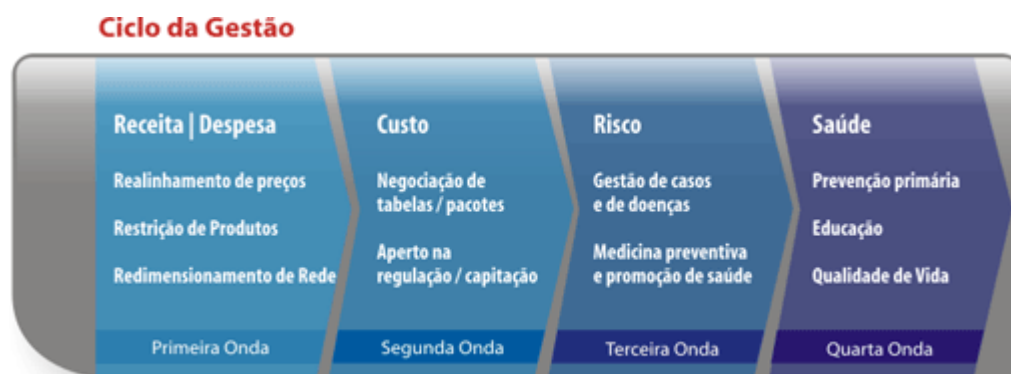 Ciclo da Gestão
Receita | Despesa
Realinhamento de preços
Restrição de Produtos
Redimensionamento de Rede
Primeira Onda
Custo
Negociação de
tabelas / pacotes
Aperto na
regulação / capitação
Segunda Onda
Risco
Gestão de casos
e de doenças
Medicina preventiva
e promoção de saúde
Terceira Onda
Saúde
Prevenção primária
Educação
Qualidade de Vida
Quarta Onda